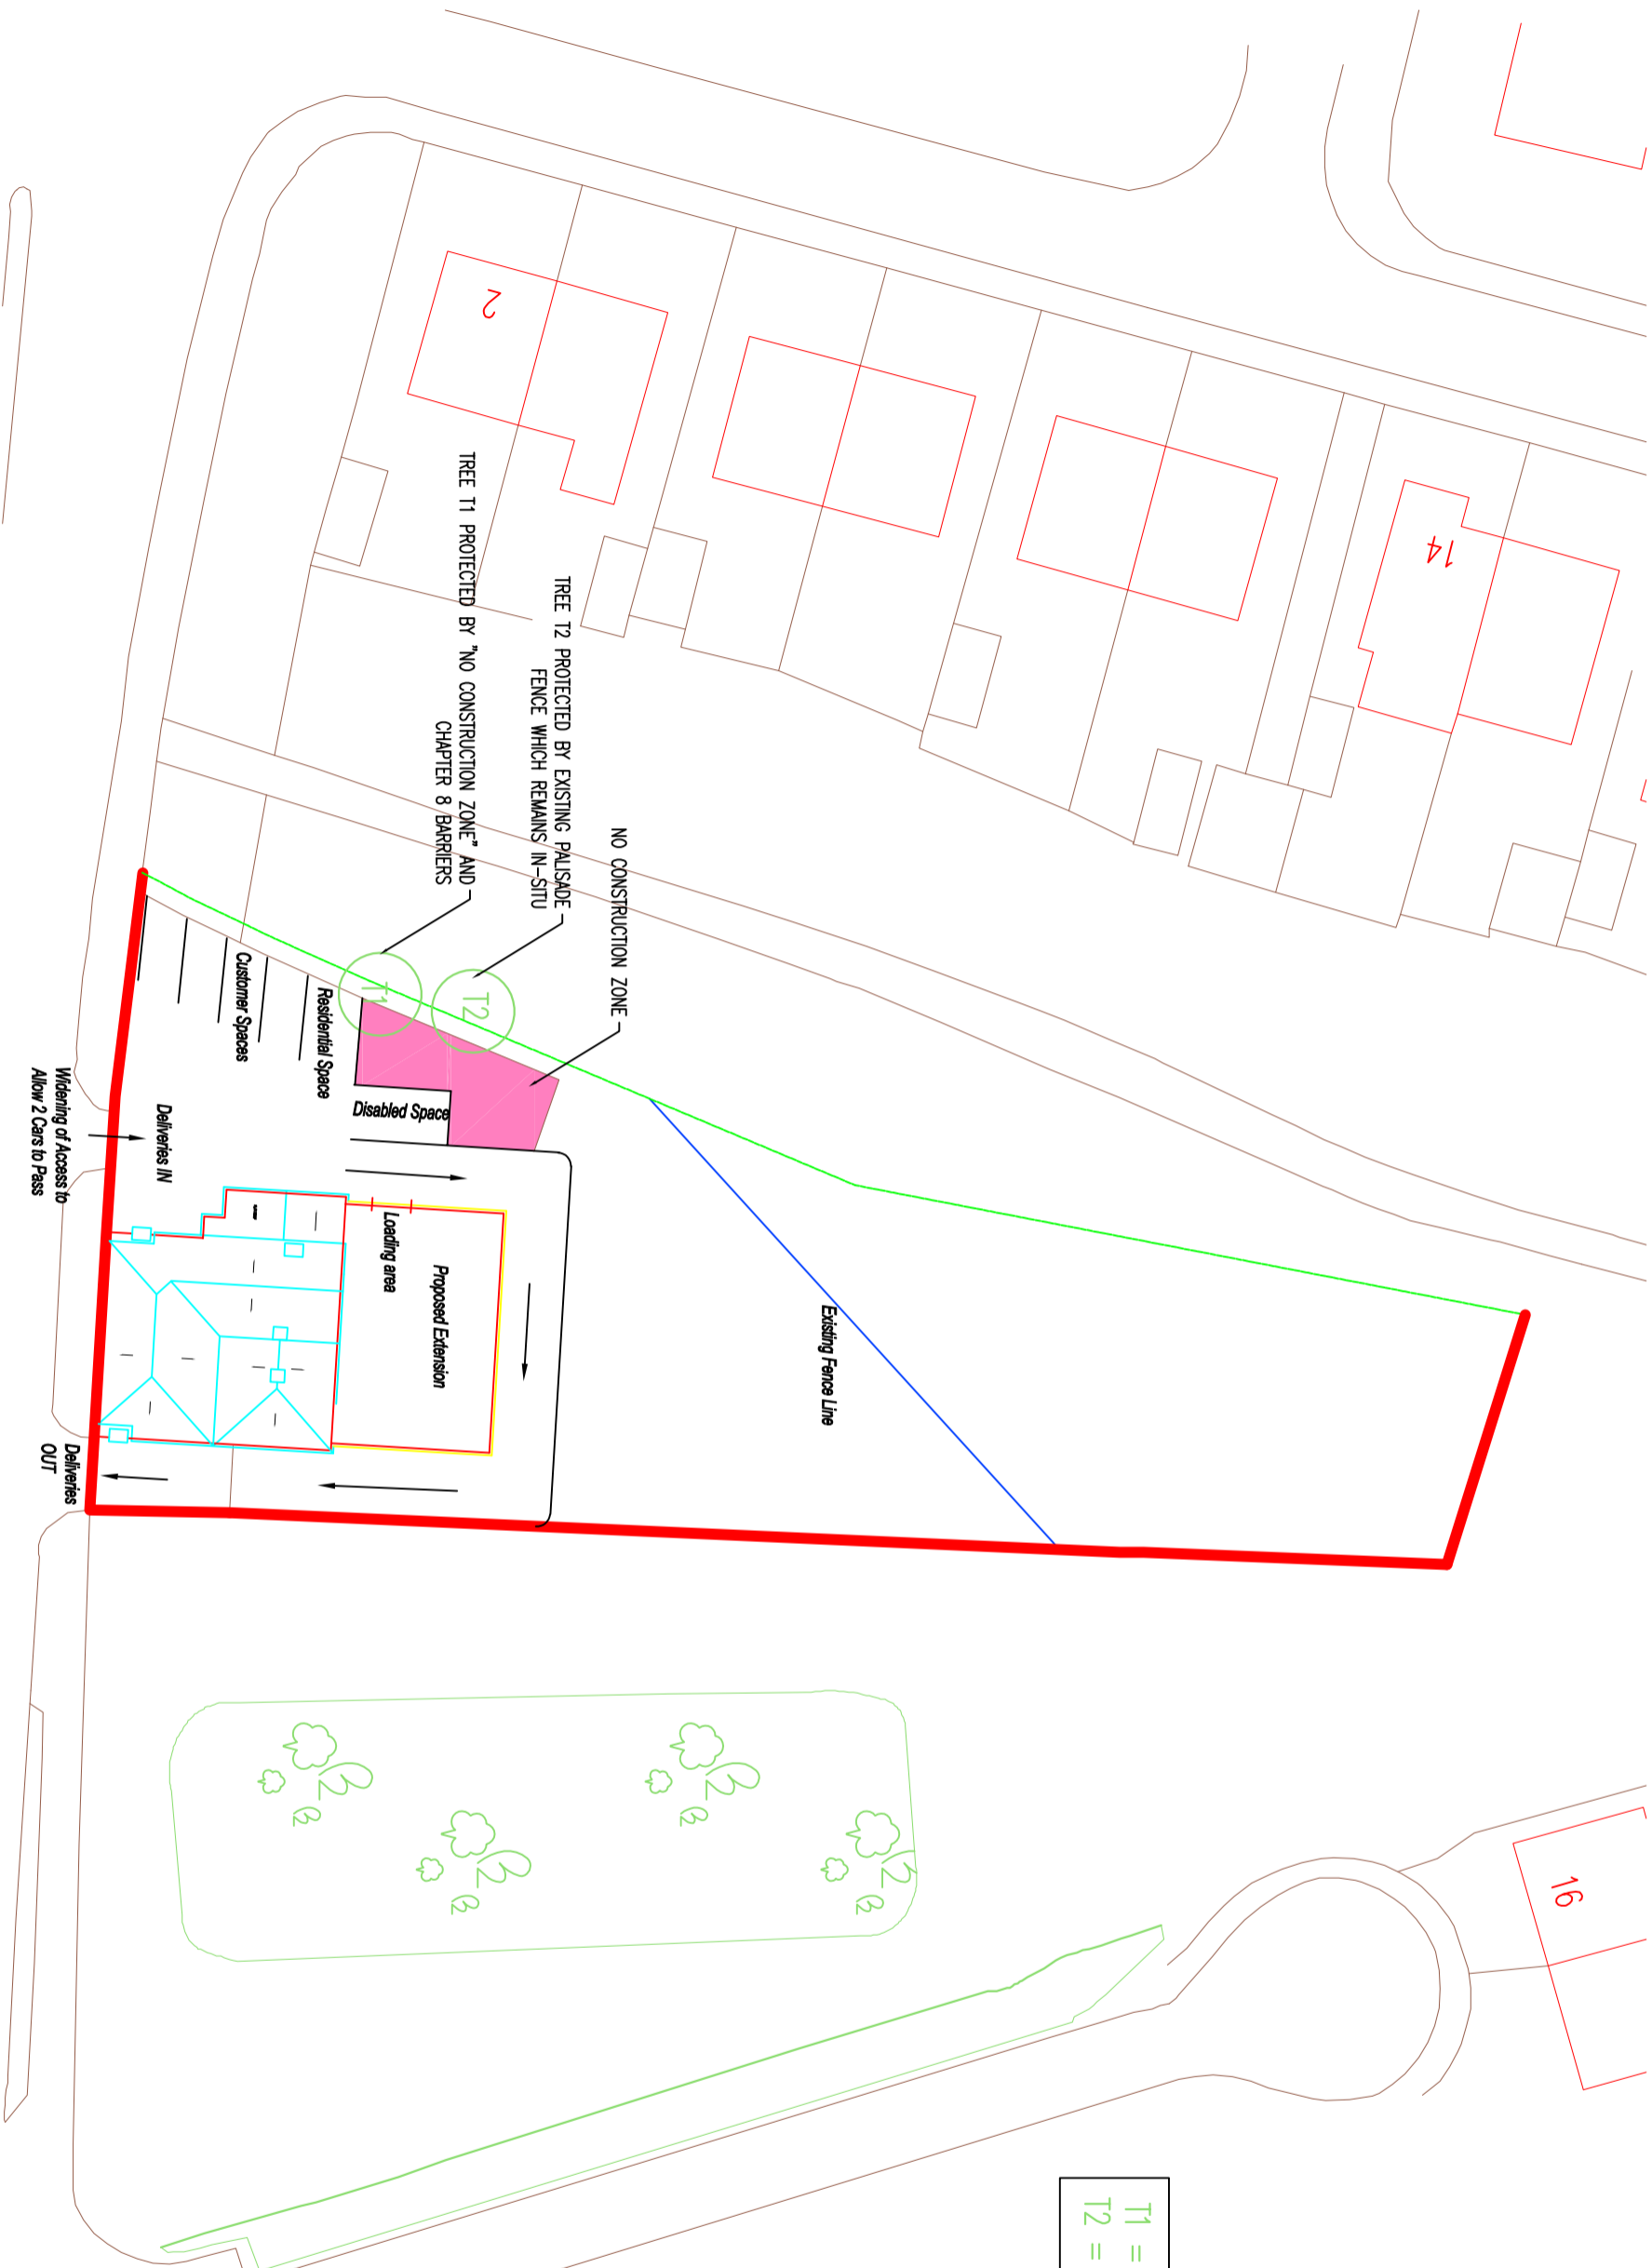 2
14
16
TREE T1 PROTECTED BY "NO CONSTRUCTION ZONE" AND
CHAPTER 8 BARRIERS
TREE T2 PROTECTED BY EXISTING PALISADE
FENCE WHICH REMAINS IN-SITU
NO CONSTRUCTION ZONE
T1
T2
Customer Spaces
Residential Space
Disabled Space
Deliveries IN
Widening of Access to
Allow 2 Cars to Pass
Loading area
Proposed Extension
Existing Fence Line
Deliveries
OUT
T1 =
T2 =